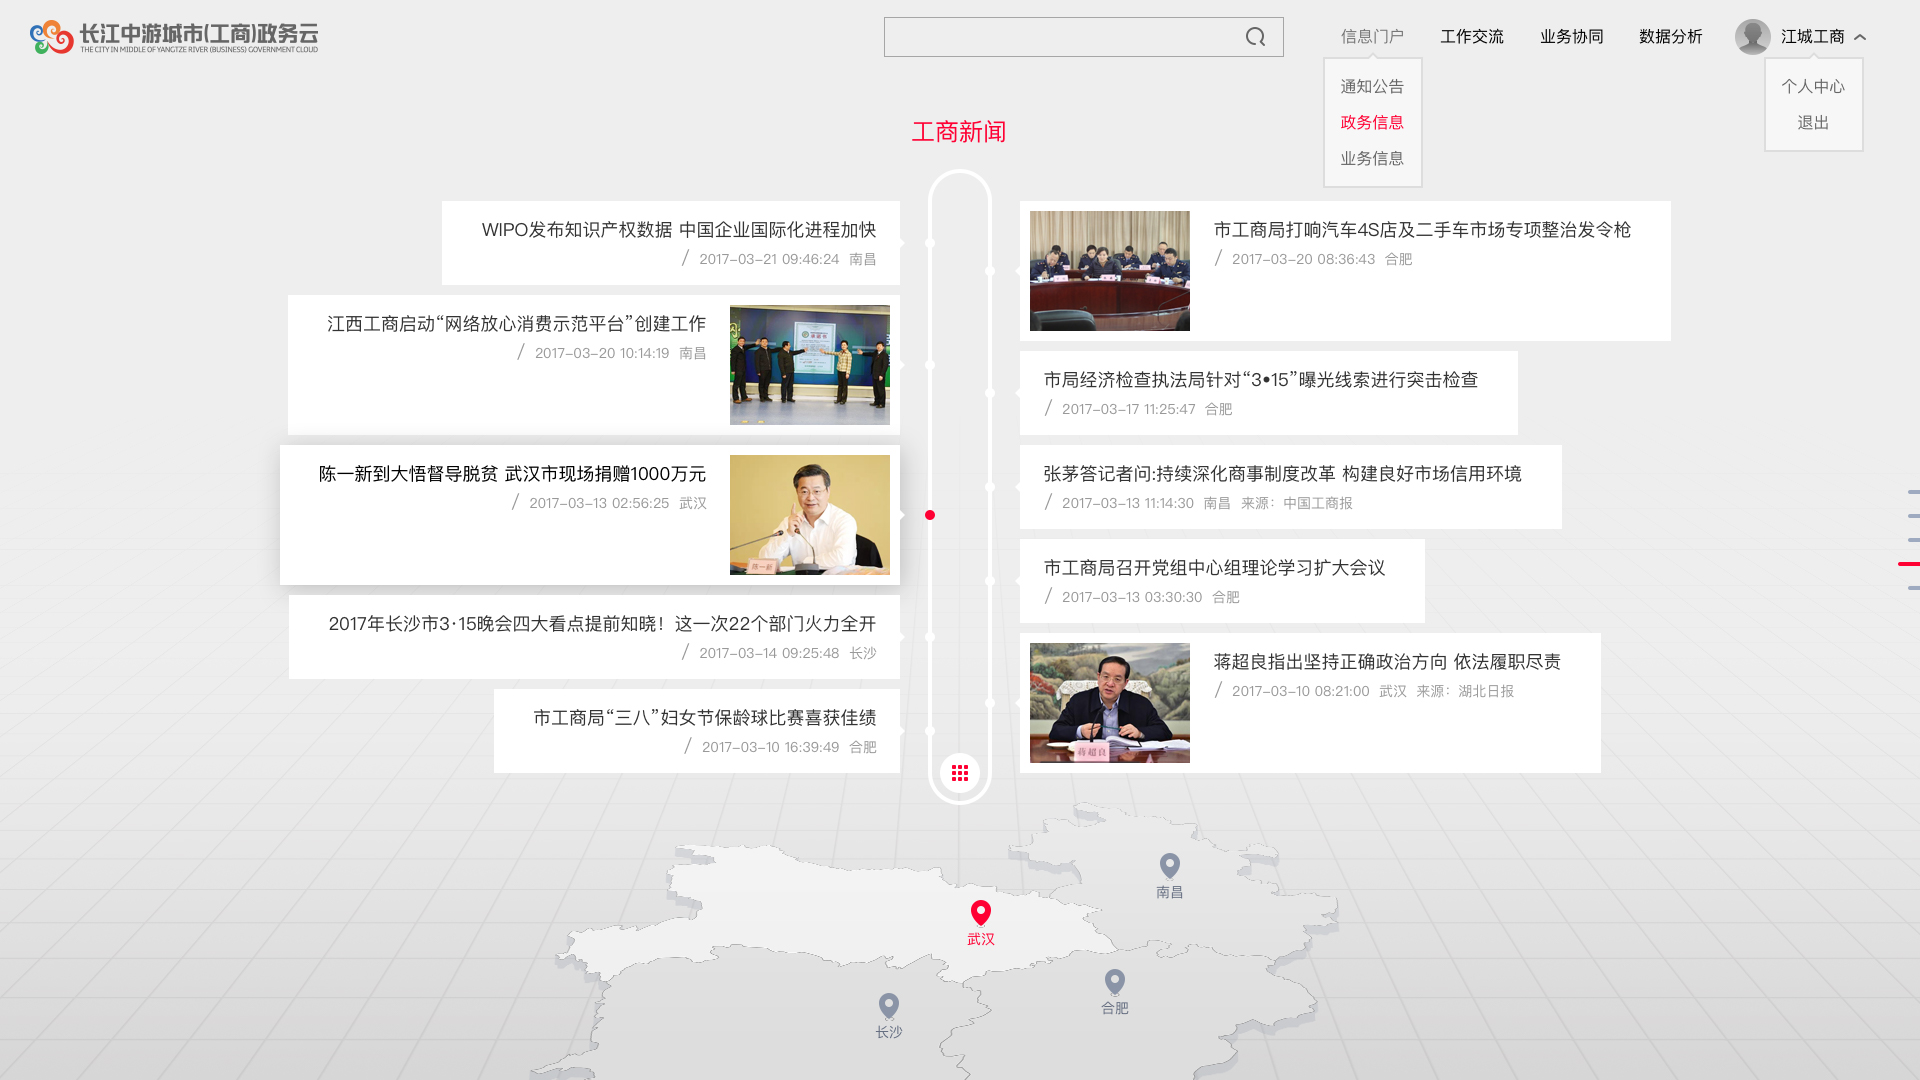 长江中游城市(工商)政务云
THE CITY IN MIDDLE OF YANGTZE RIVER (BUSINESS) GOVERNMENT CLOUD
信息门户 工作交流 业务协同 数据分析 江城工商
通知公告
政务信息
业务信息
个人中心
退出
工商新闻
WIPO发布知识产权数据 中国企业国际化进程加快
/ 2017-03-21 09:46:24 南昌
江西工商启动“网络放心消费示范平台”创建工作
/ 2017-03-20 10:14:19 南昌
陈一新到大悟督导脱贫 武汉市现场捐赠1000万元
/ 2017-03-13 02:56:25 武汉
陈一新
2017年长沙市3·15晚会四大看点提前知晓！这一次22个部门火力全开
/ 2017-03-14 09:25:48 长沙
市工商局“三八”妇女节保龄球比赛喜获佳绩
/ 2017-03-10 16:39:49 合肥
市工商局打响汽车4S店及二手车市场专项整治发令枪
/ 2017-03-20 08:36:43 合肥
市局经济检查执法局针对“3•15”曝光线索进行突击检查
/ 2017-03-17 11:25:47 合肥
张茅答记者问:持续深化商事制度改革 构建良好市场信用环境
/ 2017-03-13 11:14:30 南昌 来源：中国工商报
市工商局召开党组中心组理论学习扩大会议
/ 2017-03-13 03:30:30 合肥
蒋超良指出坚持正确政治方向 依法履职尽责
/ 2017-03-10 08:21:00 武汉 来源：湖北日报
蒋超良
南昌
武汉
合肥
长沙